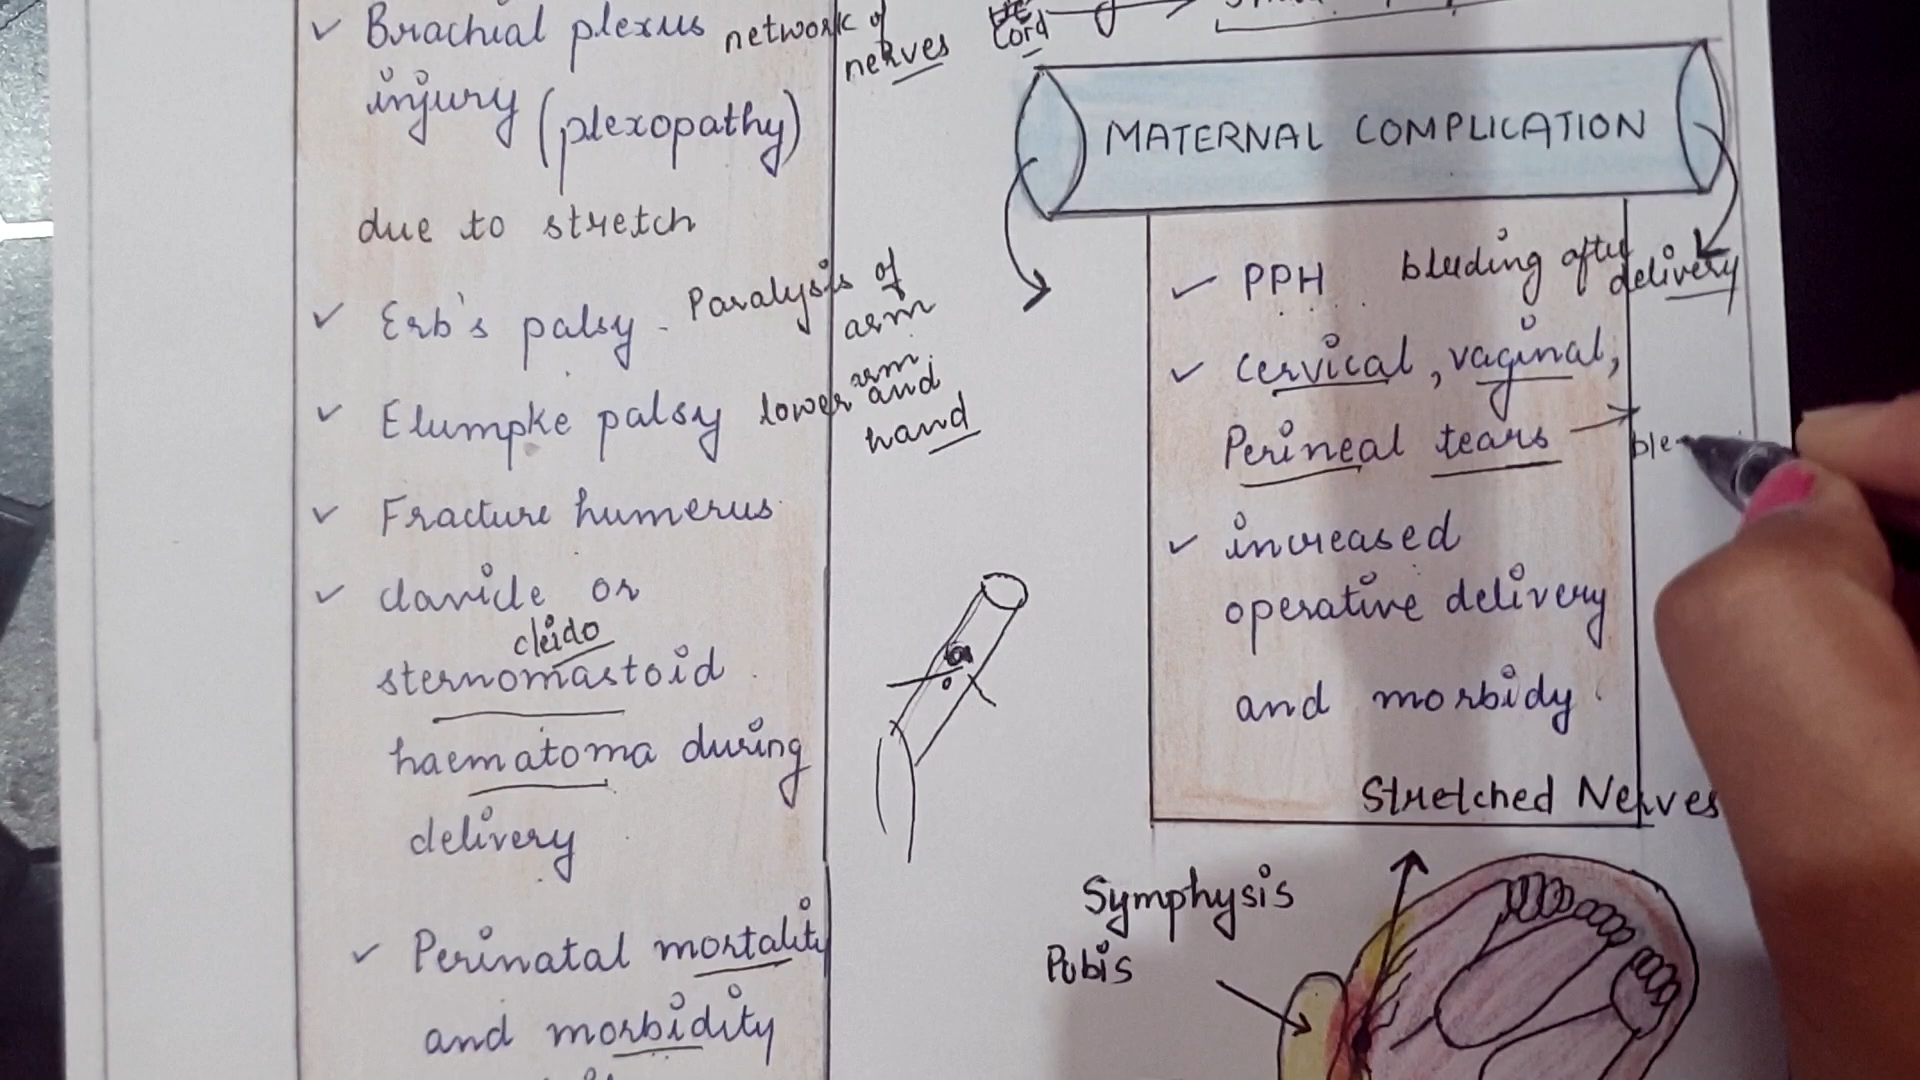 Brachial plexus network of
nerves
injury (plexopathy)
due to stretch
Erb's palsy - Paralysis of
arm
Elumpke palsy lower arm and
hand
Fracture humerus
clavicle or
cleido
sternomastoid
haematoma during
delivery
Perinatal mortality
and morbidity
Cord
MATERNAL COMPLICATION
PPH bleeding after
delivery
cervical, vaginal,
Perineal tears →
ble
increased
operative delivery
and morbidy.
Stretched Nerves
Symphysis
Pubis